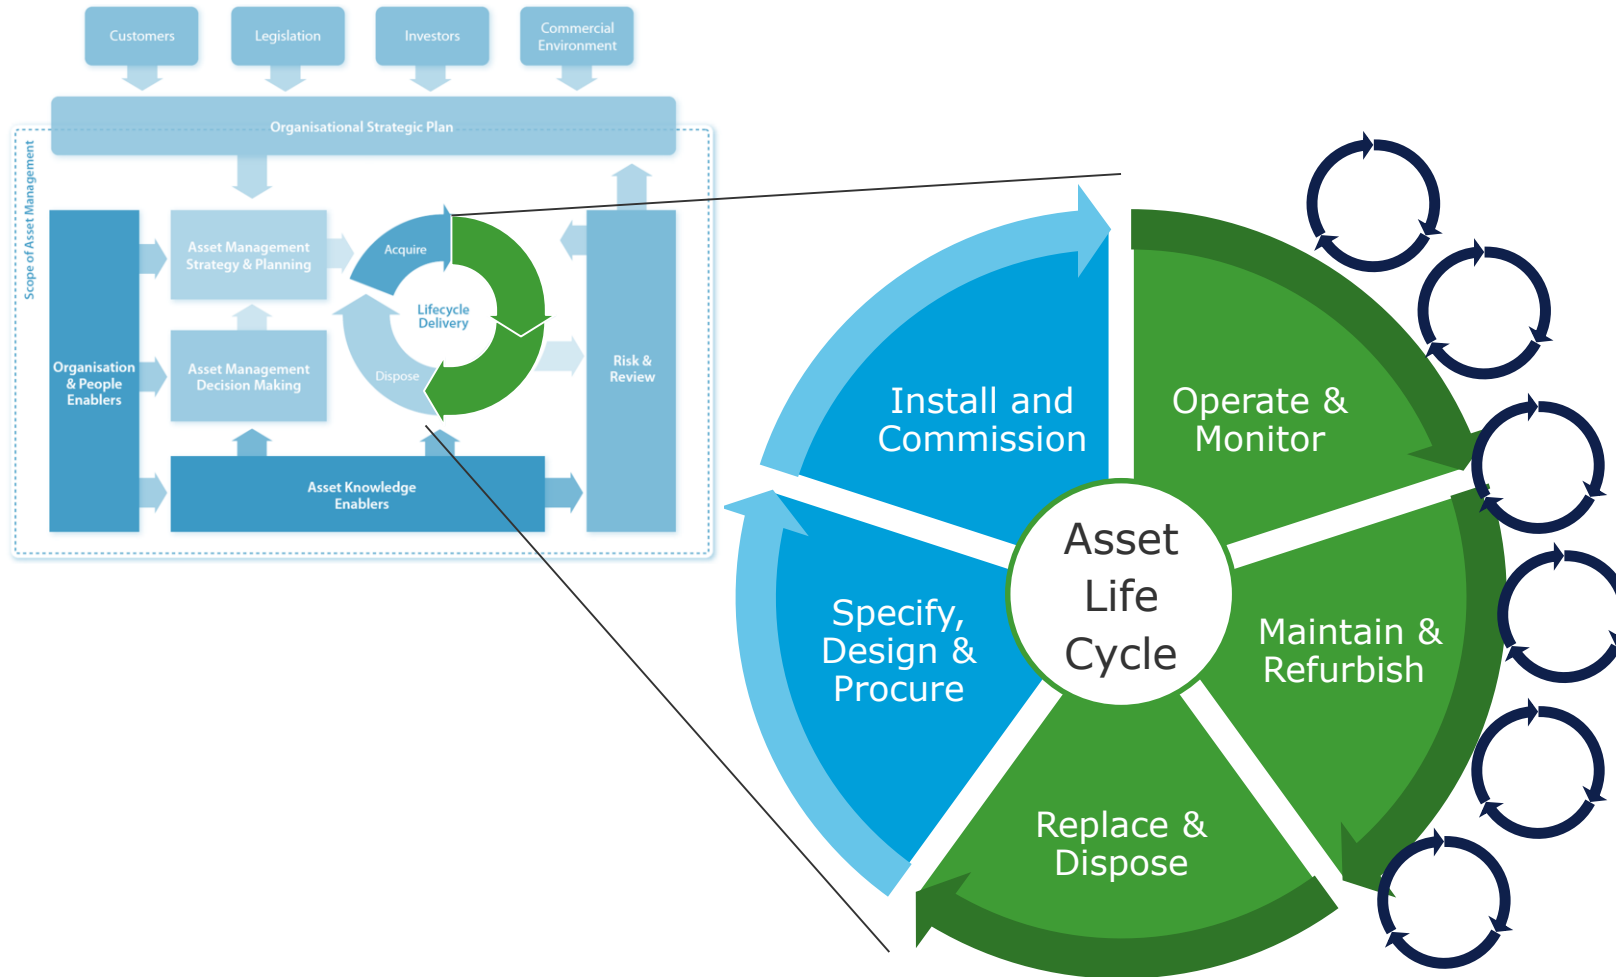 Customers
Legislation
Investors
Commercial
Environment
Organisational Strategic Plan
Scope of Asset Management
Asset Management
Strategy & Planning
Acquire
Lifecycle
Delivery
Organisation
& People
Enablers
Asset Management
Decision Making
Dispose
Risk &
Review
Asset Knowledge
Enablers
Install and
Commission
Operate &
Monitor
Asset
Life
Cycle
Specify,
Design &
Procure
Maintain &
Refurbish
Replace &
Dispose